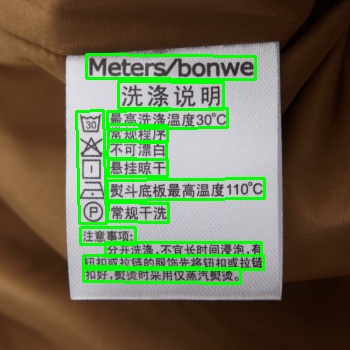 Meters/bonwe
洗涤说明
30 最高洗涤温度30°C
常规程序
不可漂白
悬挂晾干
熨斗底板最高温度110°C
P 常规干洗
注意事项:
分开洗涤,不宜长时间浸泡,有
钮扣或拉链的服饰先将钮扣或拉链
扣好,熨烫时采用仅蒸汽熨烫。